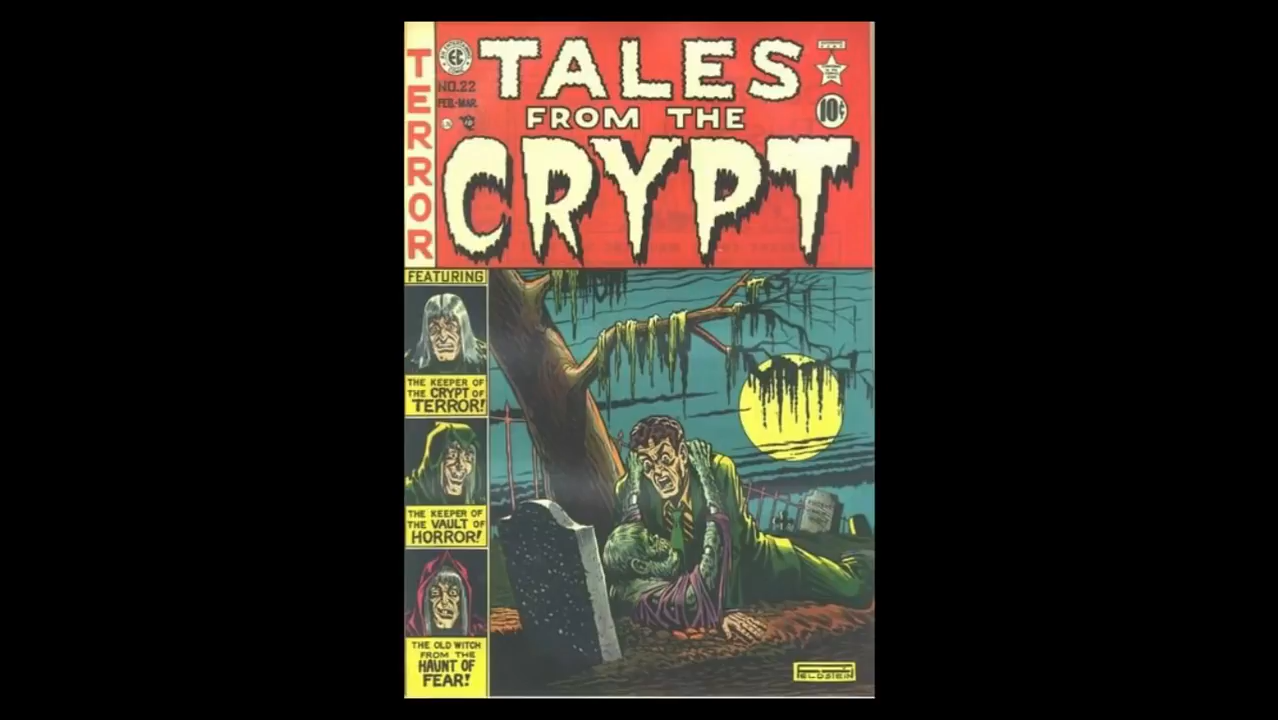 TERROR
EC
NO.22
FEB.-MAR.
TALES
FROM THE
CRYPT
10¢
FEATURING
THE KEEPER OF
THE CRYPT OF
TERROR!
THE KEEPER OF
THE VAULT OF
HORROR!
THE OLD WITCH
FROM THE
HAUNT OF
FEAR!
FELDSTEIN